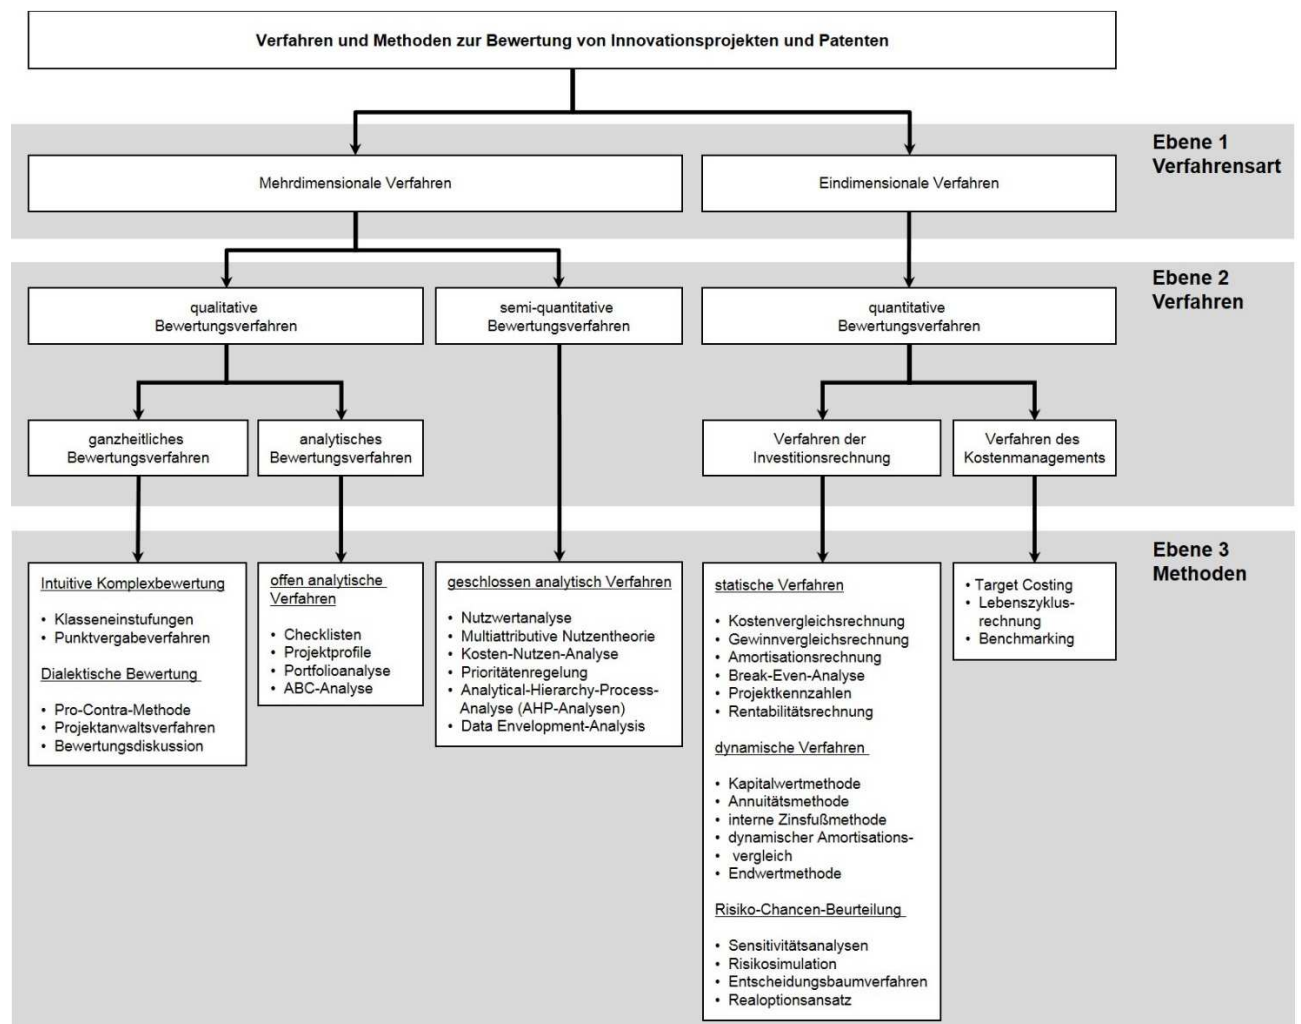 Verfahren und Methoden zur Bewertung von Innovationsprojekten und Patenten
Ebene 1
Verfahrensart
Mehrdimensionale Verfahren
Eindimensionale Verfahren
Ebene 2
Verfahren
qualitative
Bewertungsverfahren
semi-quantitative
Bewertungsverfahren
quantitative
Bewertungsverfahren
ganzheitliches
Bewertungsverfahren
analytisches
Bewertungsverfahren
Verfahren der
Investitionsrechnung
Verfahren des
Kostenmanagements
Ebene 3
Methoden
Intuitive Komplexbewertung
• Klasseneinstufungen
• Punktvergabeverfahren
Dialektische Bewertung
• Pro-Contra-Methode
• Projektanwaltsverfahren
• Bewertungsdiskussion
offen analytische
Verfahren
• Checklisten
• Projektprofile
• Portfolioanalyse
• ABC-Analyse
geschlossen analytisch Verfahren
• Nutzwertanalyse
• Multiattributive Nutzentheorie
• Kosten-Nutzen-Analyse
• Prioritätenregelung
• Analytical-Hierarchy-Process-
Analyse (AHP-Analysen)
• Data Envelopment-Analysis
statische Verfahren
• Kostenvergleichsrechnung
• Gewinnvergleichsrechnung
• Amortisationsrechnung
• Break-Even-Analyse
• Projektkennzahlen
• Rentabilitätsrechnung
dynamische Verfahren
• Kapitalwertmethode
• Annuitätsmethode
• interne Zinsfußmethode
• dynamischer Amortisations-
• vergleich
• Endwertmethode
Risiko-Chancen-Beurteilung
• Sensitivitätsanalysen
• Risikosimulation
• Entscheidungsbaumverfahren
• Realoptionsansatz
• Target Costing
• Lebenszyklus-
rechnung
• Benchmarking